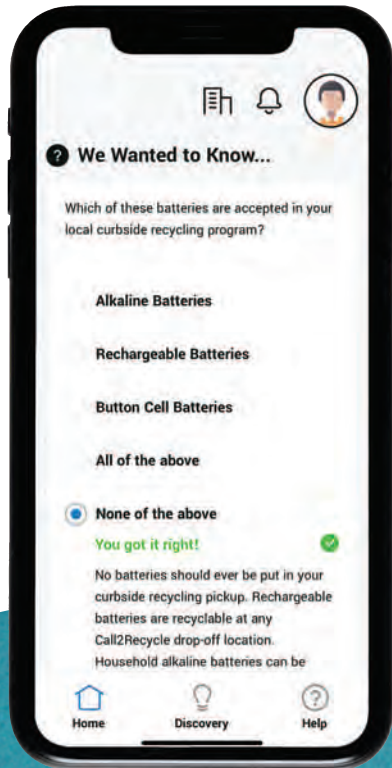 ? We Wanted to Know...
Which of these batteries are accepted in your
local curbside recycling program?
Alkaline Batteries
Rechargeable Batteries
Button Cell Batteries
All of the above
None of the above
You got it right!
No batteries should ever be put in your
curbside recycling pickup. Rechargeable
batteries are recyclable at any
Call2Recycle drop-off location.
Household alkaline batteries can be
Home Discovery ? Help